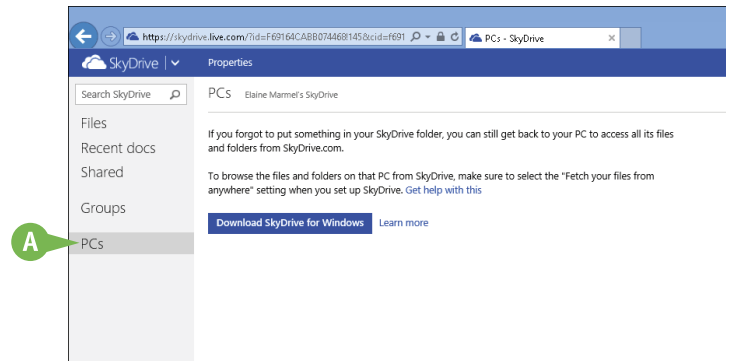 https://skydrive.live.com/?id=F69164CABB074468!145&cid=f691
PCs - SkyDrive
SkyDrive
Properties
Search SkyDrive
PCs Elaine Marmel's SkyDrive
Files
Recent docs
Shared
Groups
PCs
If you forgot to put something in your SkyDrive folder, you can still get back to your PC to access all its files
and folders from SkyDrive.com.
To browse the files and folders on that PC from SkyDrive, make sure to select the "Fetch your files from
anywhere" setting when you set up SkyDrive. Get help with this
Download SkyDrive for Windows Learn more
A